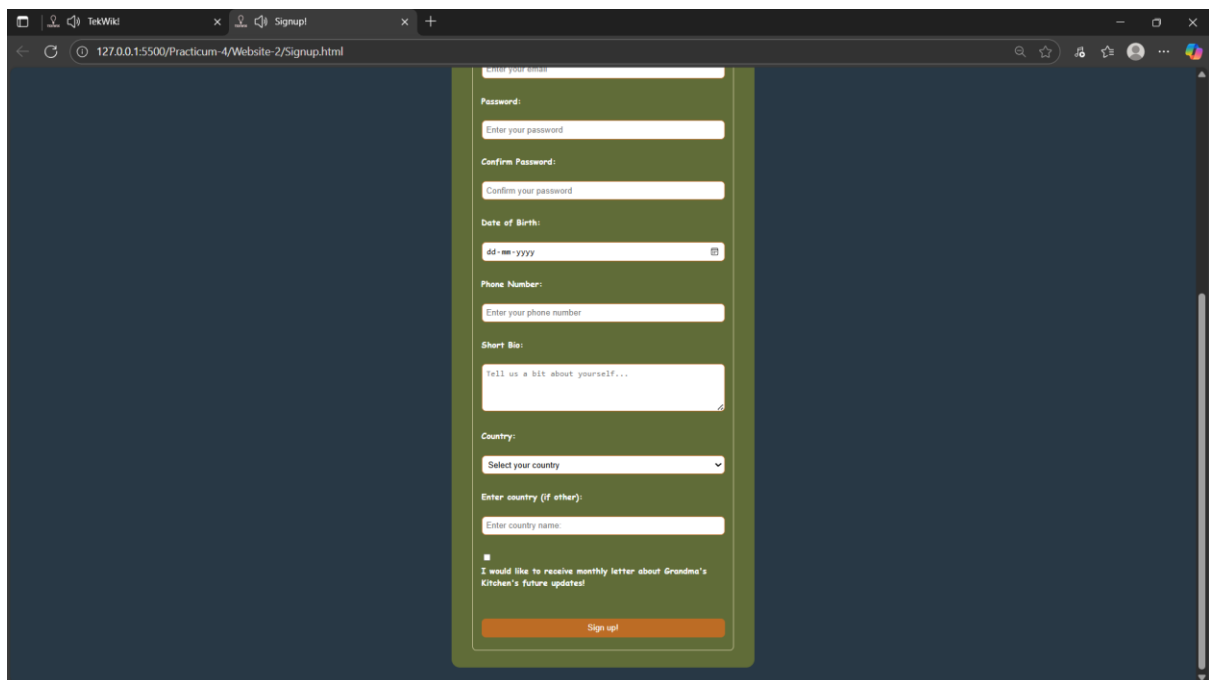 TekWik!
Signup!
127.0.0.1:5500/Practicum-4/Website-2/Signup.html
Enter your email
Password:
Enter your password
Confirm Password:
Confirm your password
Date of Birth:
dd-mm-yyyy
Phone Number:
Enter your phone number
Short Bio:
Tell us a bit about yourself...
Country:
Select your country
Enter country (if other):
Enter country name:
I would like to receive monthly letter about Grandma's
Kitchen's future updates!
Sign up!